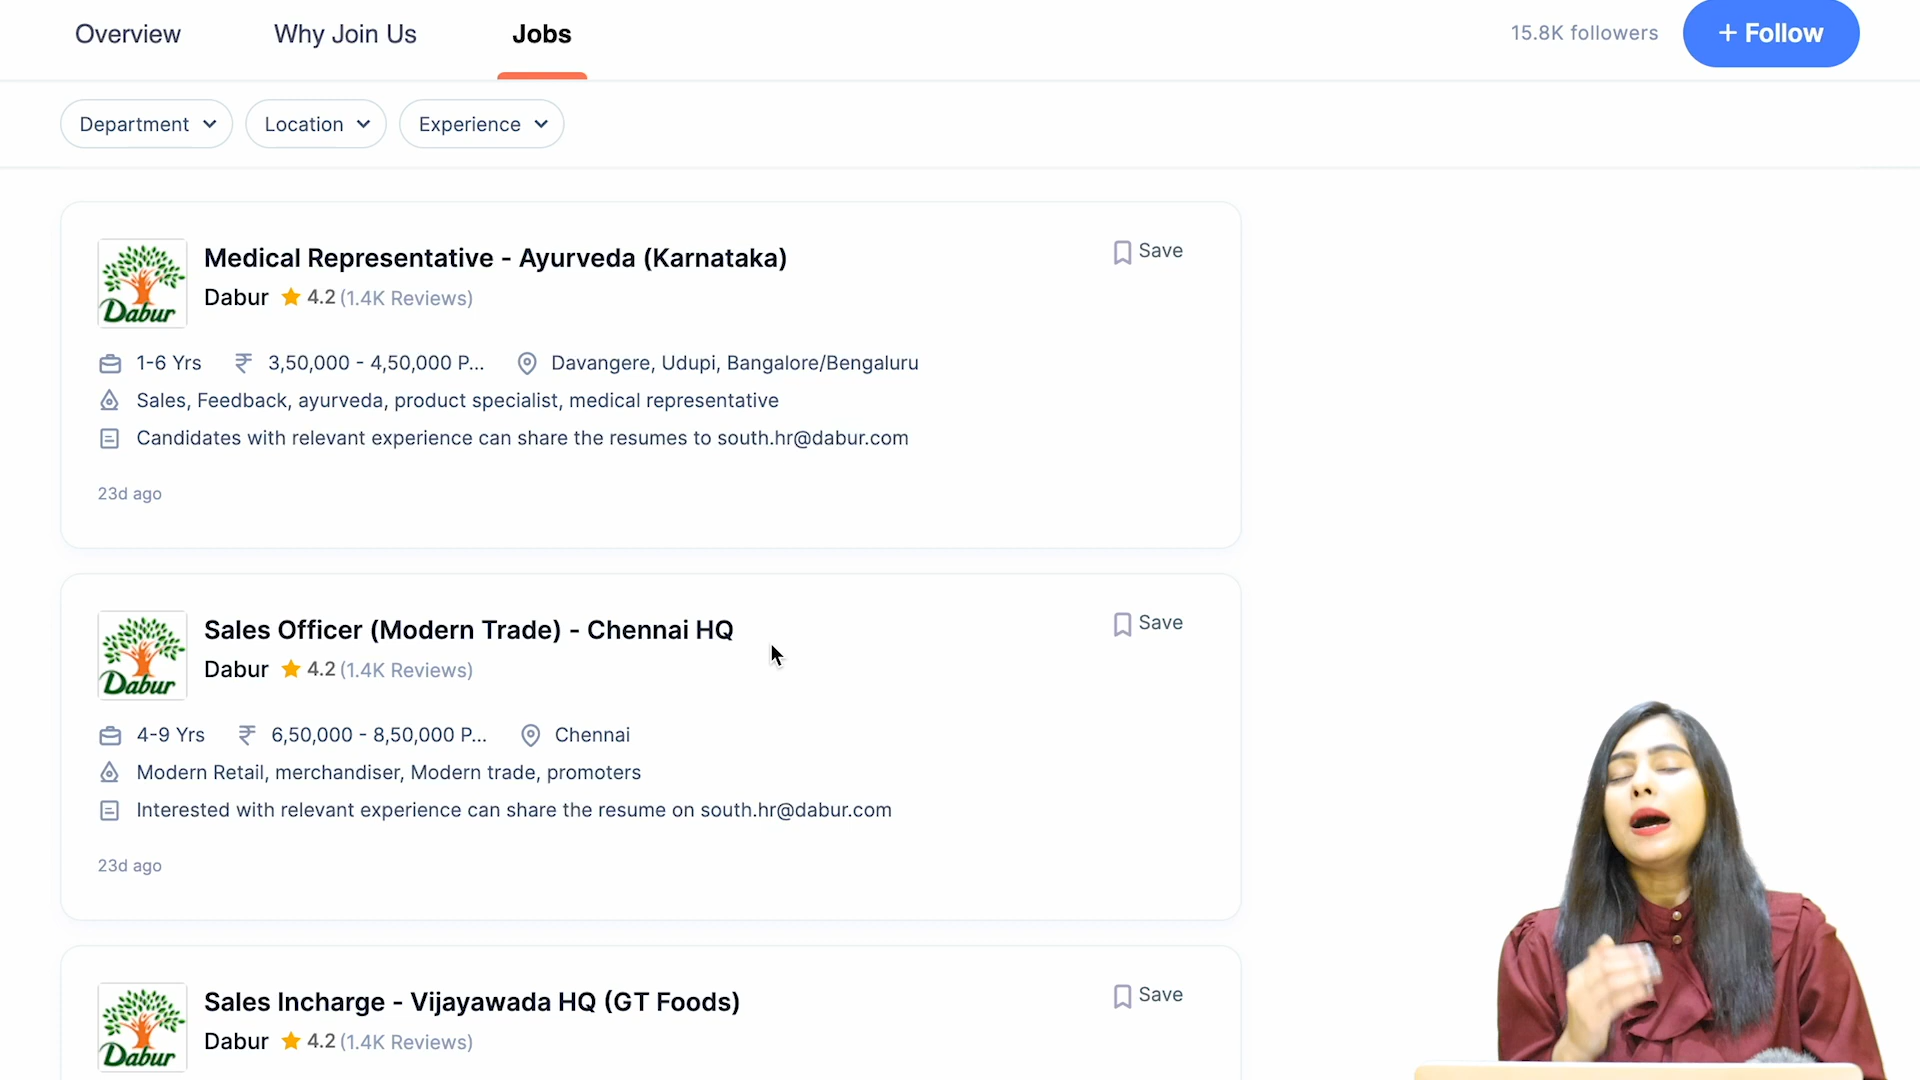 Overview Why Join Us Jobs 15.8K followers + Follow
Department Location Experience
Medical Representative - Ayurveda (Karnataka) Save
Dabur 4.2 (1.4K Reviews)
Dabur
1-6 Yrs ₹ 3,50,000 - 4,50,000 P... Davangere, Udupi, Bangalore/Bengaluru
Sales, Feedback, ayurveda, product specialist, medical representative
Candidates with relevant experience can share the resumes to south.hr@dabur.com
23d ago
Sales Officer (Modern Trade) - Chennai HQ Save
Dabur 4.2 (1.4K Reviews)
Dabur
4-9 Yrs ₹ 6,50,000 - 8,50,000 P... Chennai
Modern Retail, merchandiser, Modern trade, promoters
Interested with relevant experience can share the resume on south.hr@dabur.com
23d ago
Sales Incharge - Vijayawada HQ (GT Foods) Save
Dabur 4.2 (1.4K Reviews)
Dabur